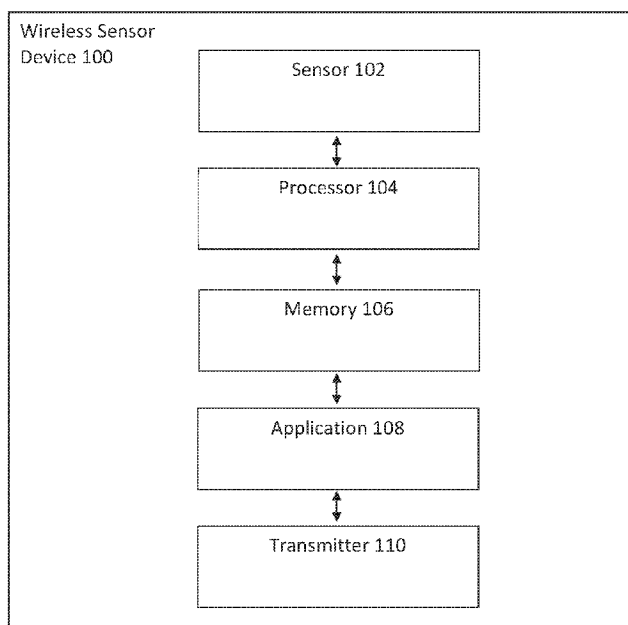 Wireless Sensor
Device 100
Sensor 102
Processor 104
Memory 106
Application 108
Transmitter 110